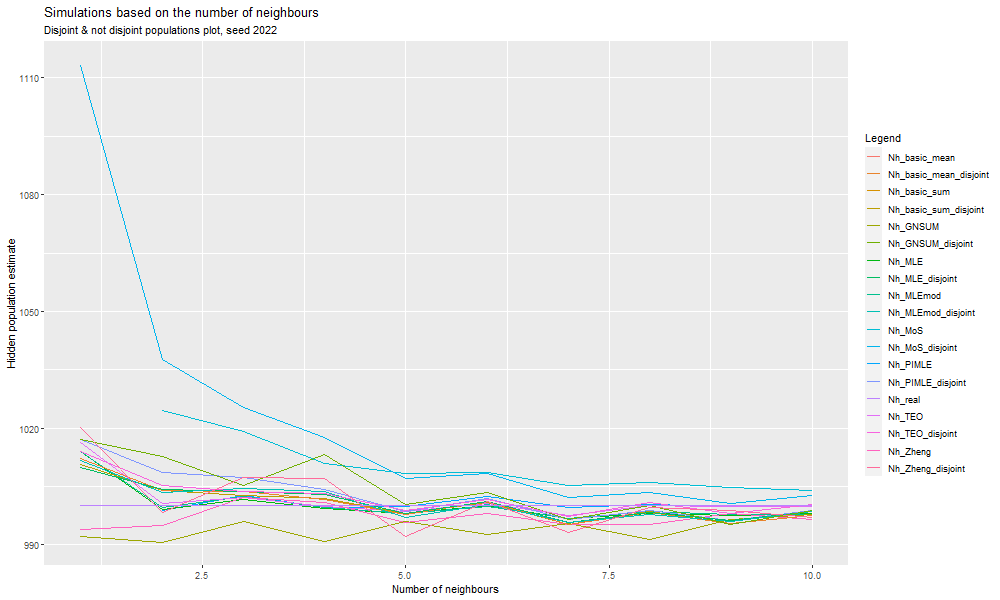 Simulations based on the number of neighbours
Disjoint & not disjoint populations plot, seed 2022
1110
1080
1050
1020
990
Hidden population estimate
2.5
5.0
7.5
10.0
Number of neighbours
Legend
Nh_basic_mean
Nh_basic_mean_disjoint
Nh_basic_sum
Nh_basic_sum_disjoint
Nh_GNSUM
Nh_GNSUM_disjoint
Nh_MLE
Nh_MLE_disjoint
Nh_MLEmod
Nh_MLEmod_disjoint
Nh_MoS
Nh_MoS_disjoint
Nh_PIMLE
Nh_PIMLE_disjoint
Nh_real
Nh_TEO
Nh_TEO_disjoint
Nh_Zheng
Nh_Zheng_disjoint